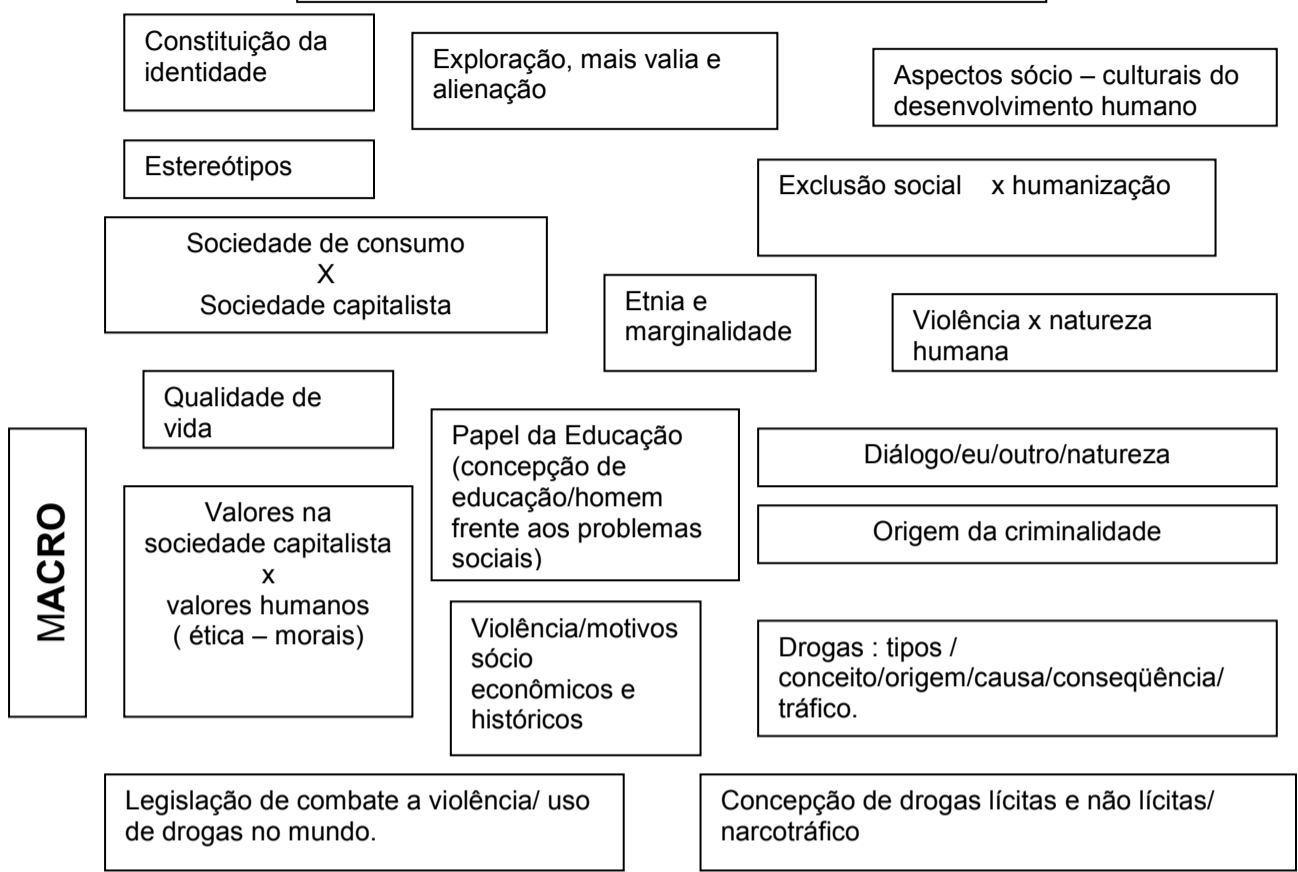 Constituição da
identidade
Exploração, mais valia e
alienação
Aspectos sócio – culturais do
desenvolvimento humano
Estereótipos
Exclusão social x humanização
Sociedade de consumo
X
Sociedade capitalista
Etnia e
marginalidade
Violência x natureza
humana
Qualidade de
vida
MACRO
Papel da Educação
(concepção de
educação/homem
frente aos problemas
sociais)
Diálogo/eu/outro/natureza
Valores na
sociedade capitalista
x
valores humanos
( ética – morais)
Origem da criminalidade
Violência/motivos
sócio
econômicos e
históricos
Drogas : tipos /
conceito/origem/causa/conseqüência/
tráfico.
Legislação de combate a violência/ uso
de drogas no mundo.
Concepção de drogas lícitas e não lícitas/
narcotráfico